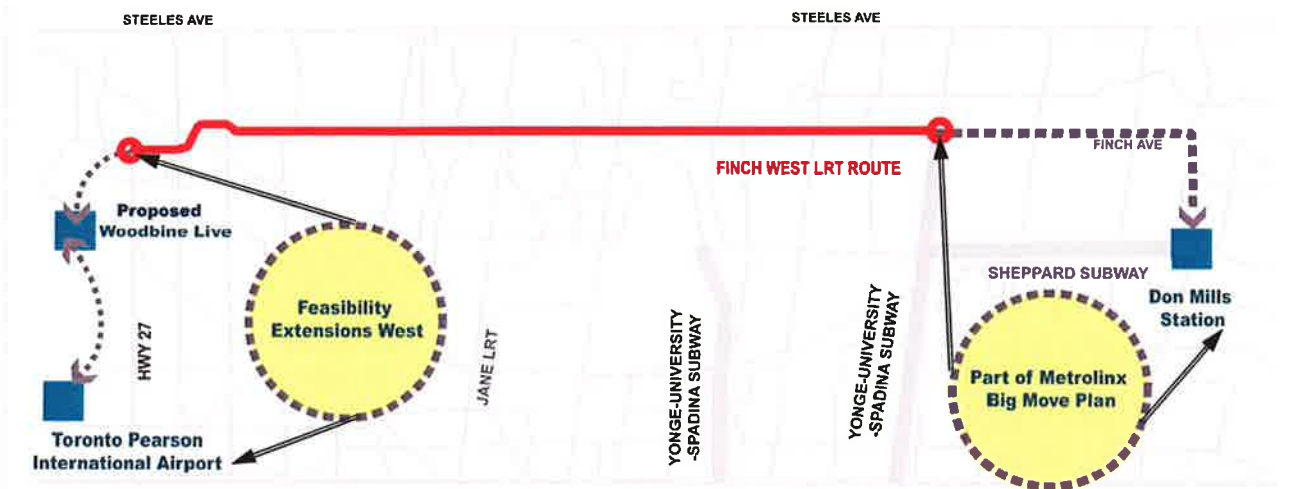 STEELES AVE
STEELES AVE
FINCH AVE
FINCH WEST LRT ROUTE
Proposed
Woodbine Live
Feasibility
Extensions West
HWY 27
JANE LRT
YONGE-UNIVERSITY
-SPADINA SUBWAY
YONGE-UNIVERSITY
-SPADINA SUBWAY
SHEPPARD SUBWAY
Don Mills
Station
Part of Metrolinx
Big Move Plan
Toronto Pearson
International Airport